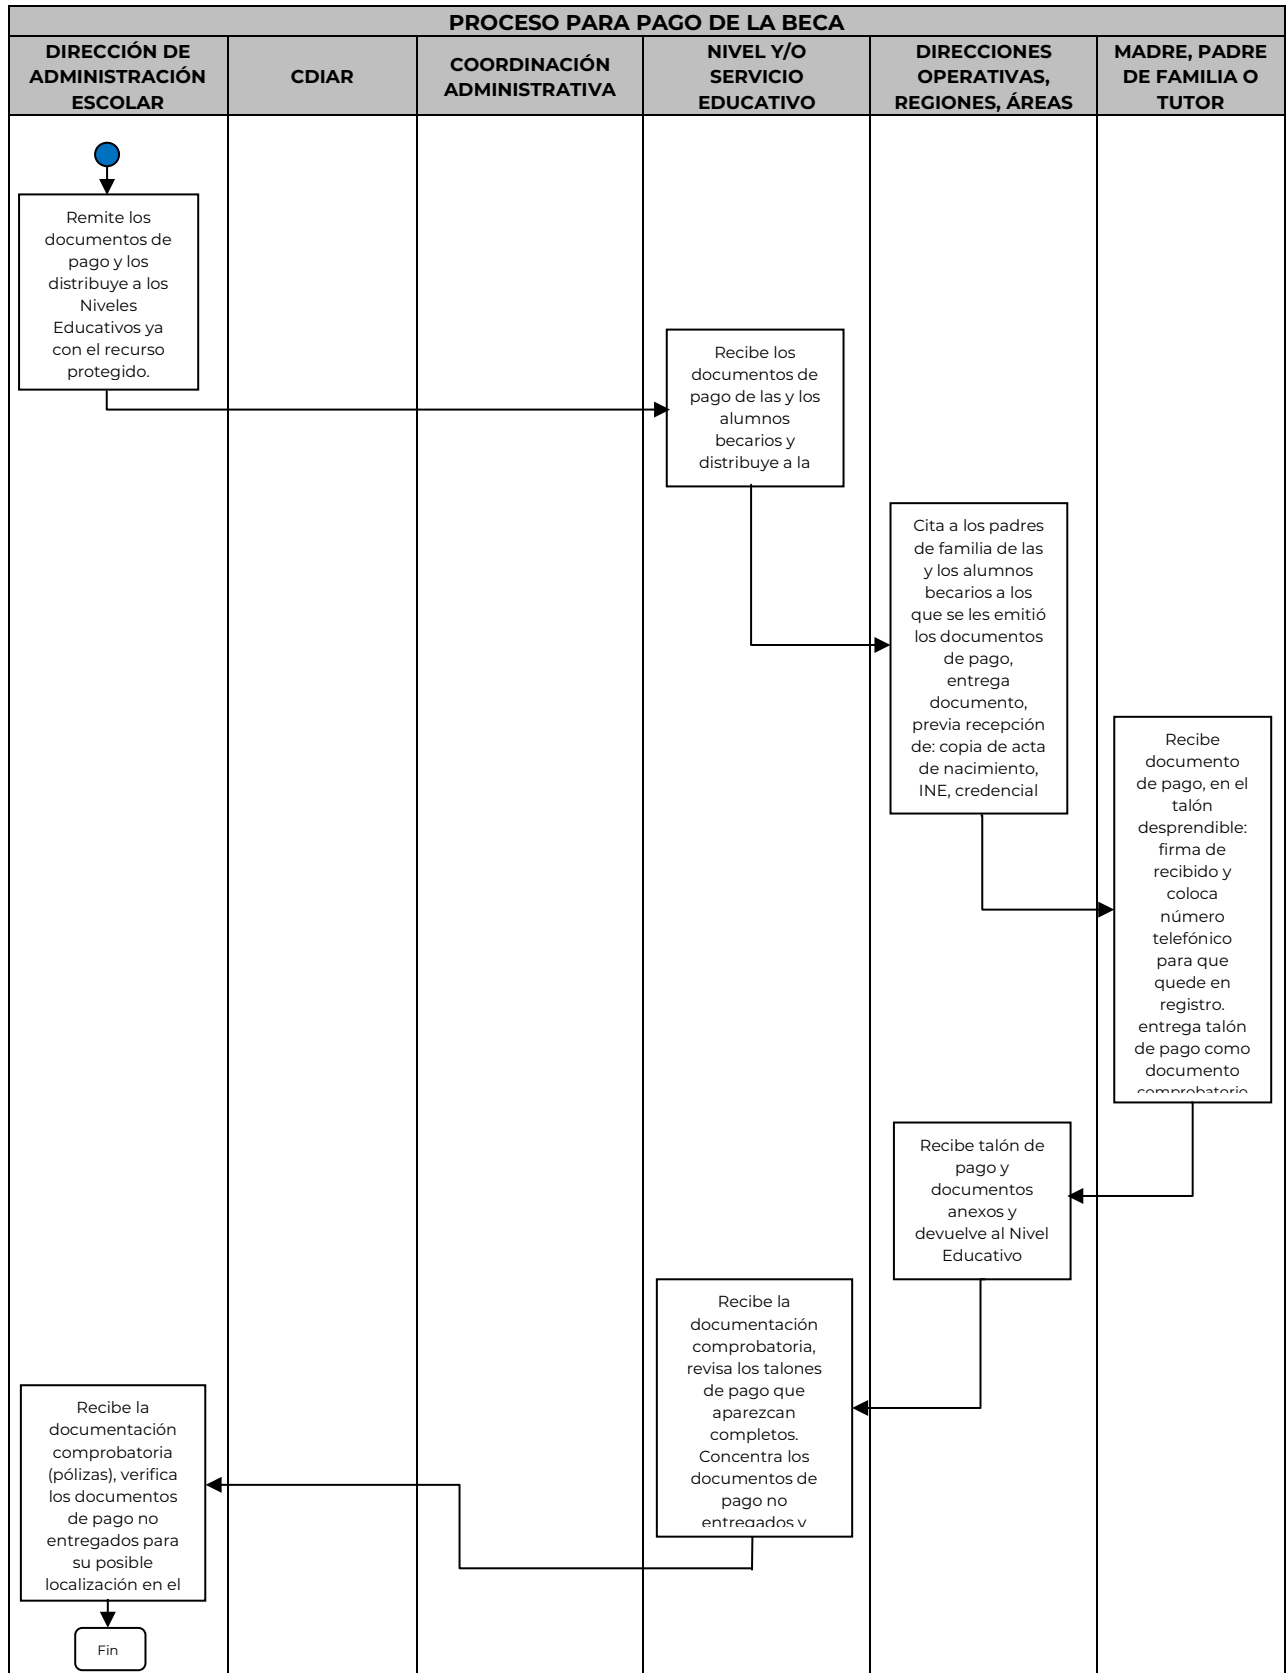 PROCESO PARA PAGO DE LA BECA
DIRECCIÓN DE
ADMINISTRACIÓN
ESCOLAR
CDIAR
COORDINACIÓN
ADMINISTRATIVA
NIVEL Y/O
SERVICIO
EDUCATIVO
DIRECCIONES
OPERATIVAS,
REGIONES, ÁREAS
MADRE, PADRE
DE FAMILIA O
TUTOR
Remite los
documentos de
pago y los
distribuye a los
Niveles
Educativos ya
con el recurso
protegido.
Recibe los
documentos de
pago de las y los
alumnos
becarios y
distribuye a la
Cita a los padres
de familia de las
y los alumnos
becarios a los
que se les emitió
los documentos
de pago,
entrega
documento,
previa recepción
de: copia de acta
de nacimiento,
INE, credencial
Recibe
documento
de pago, en el
talón
desprendible:
firma de
recibido y
coloca
número
telefónico
para que
quede en
registro.
entrega talón
de pago como
documento
comprobatorio
Recibe talón de
pago y
documentos
anexos y
devuelve al Nivel
Educativo
Recibe la
documentación
comprobatoria,
revisa los talones
de pago que
aparezcan
completos.
Concentra los
documentos de
pago no
entregados y
Recibe la
documentación
comprobatoria
(pólizas), verifica
los documentos
de pago no
entregados para
su posible
localización en el
Fin